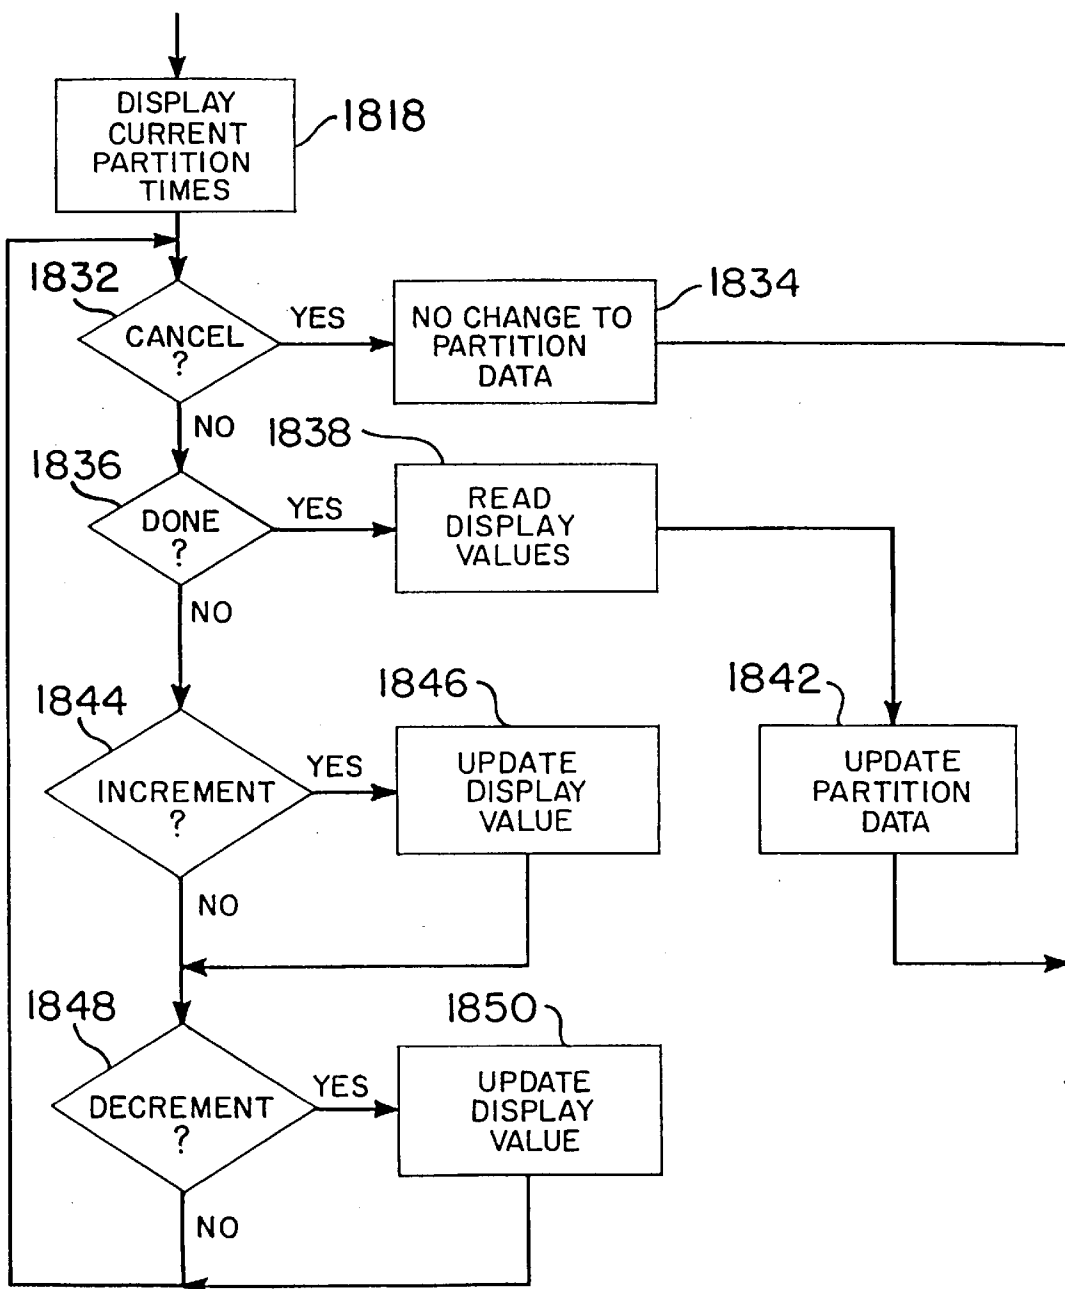 DISPLAY
CURRENT
PARTITION
TIMES
1818
1832
CANCEL
?
YES
NO CHANGE TO
PARTITION
DATA
1834
NO
1836
DONE
?
YES
1838
READ
DISPLAY
VALUES
NO
1844
INCREMENT
?
YES
1846
UPDATE
DISPLAY
VALUE
1842
UPDATE
PARTITION
DATA
NO
1848
DECREMENT
?
YES
1850
UPDATE
DISPLAY
VALUE
NO